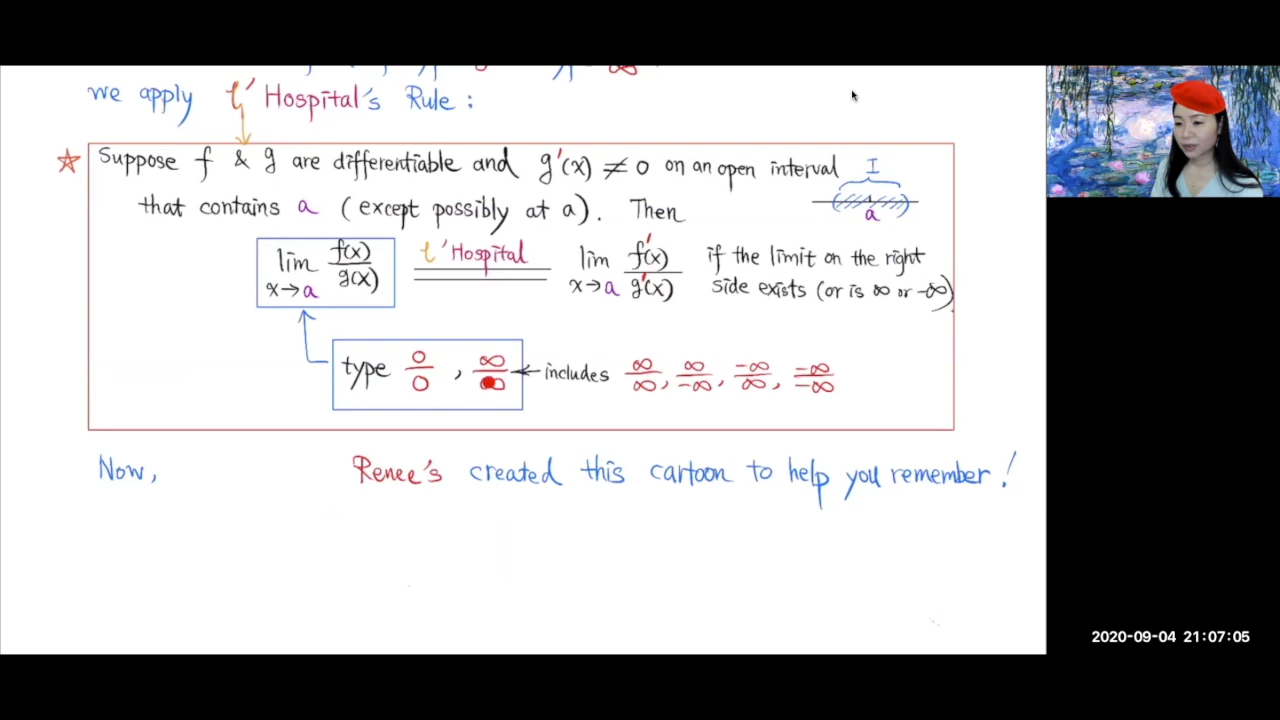 we apply l'Hospital's Rule :
☆ Suppose f & g are differentiable and g'(x) ≠ 0 on an open interval I
that contains a (except possibly at a). Then
a
lim x→a f(x)/g(x) l'Hospital lim x→a f'(x)/g'(x) if the limit on the right
side exists (or is ∞ or -∞).
type 0/0 , ∞/∞ ← includes ∞/∞, ∞/-∞, -∞/∞, -∞/-∞
Now, Renee's created this cartoon to help you remember!
2020-09-04 21:07:05